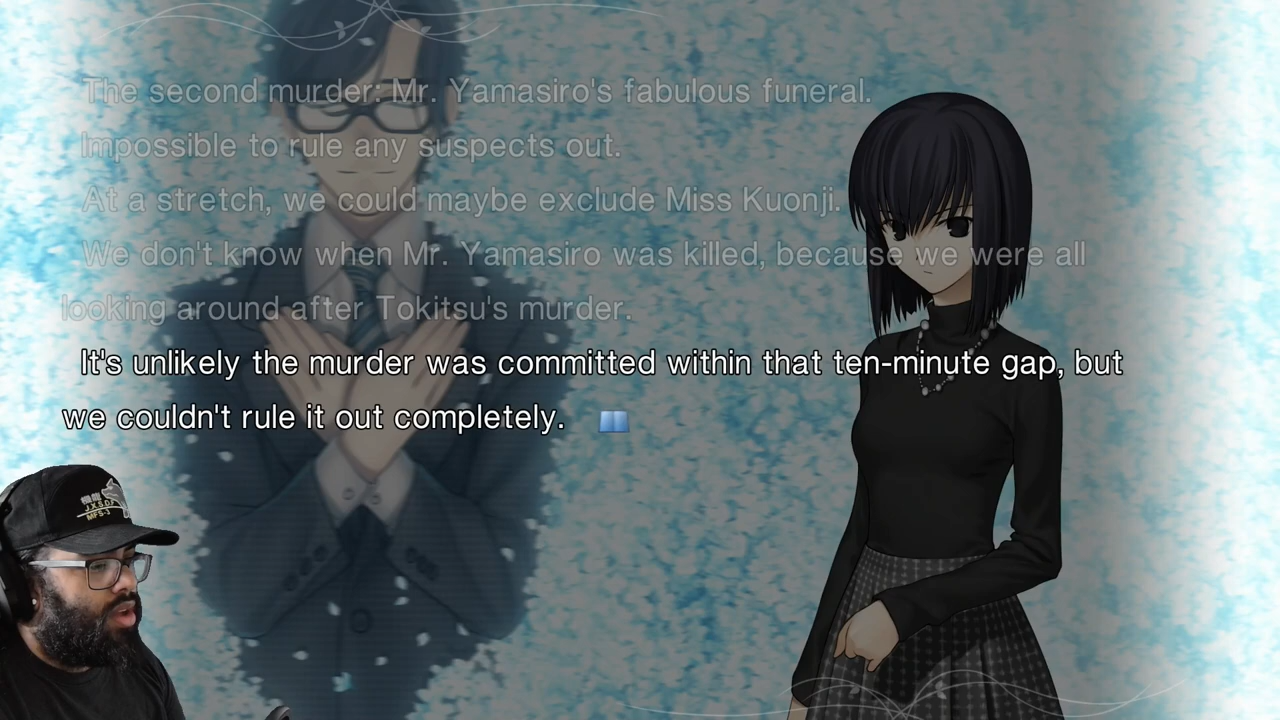 The second murder: Mr. Yamasiro's fabulous funeral.
Impossible to rule any suspects out.
At a stretch, we could maybe exclude Miss Kuonji.
We don't know when Mr. Yamasiro was killed, because we were all
looking around after Tokitsu's murder.
It's unlikely the murder was committed within that ten-minute gap, but
we couldn't rule it out completely.
J.X.S.D.F
MFS-3